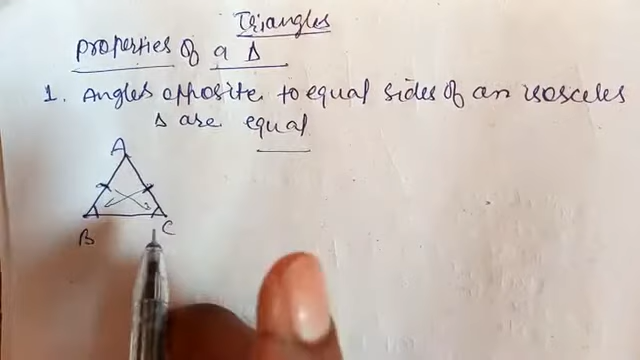 Triangles
Properties of a Δ
1. Angles opposite to equal sides of an isosceles
Δ are equal
A
B
C